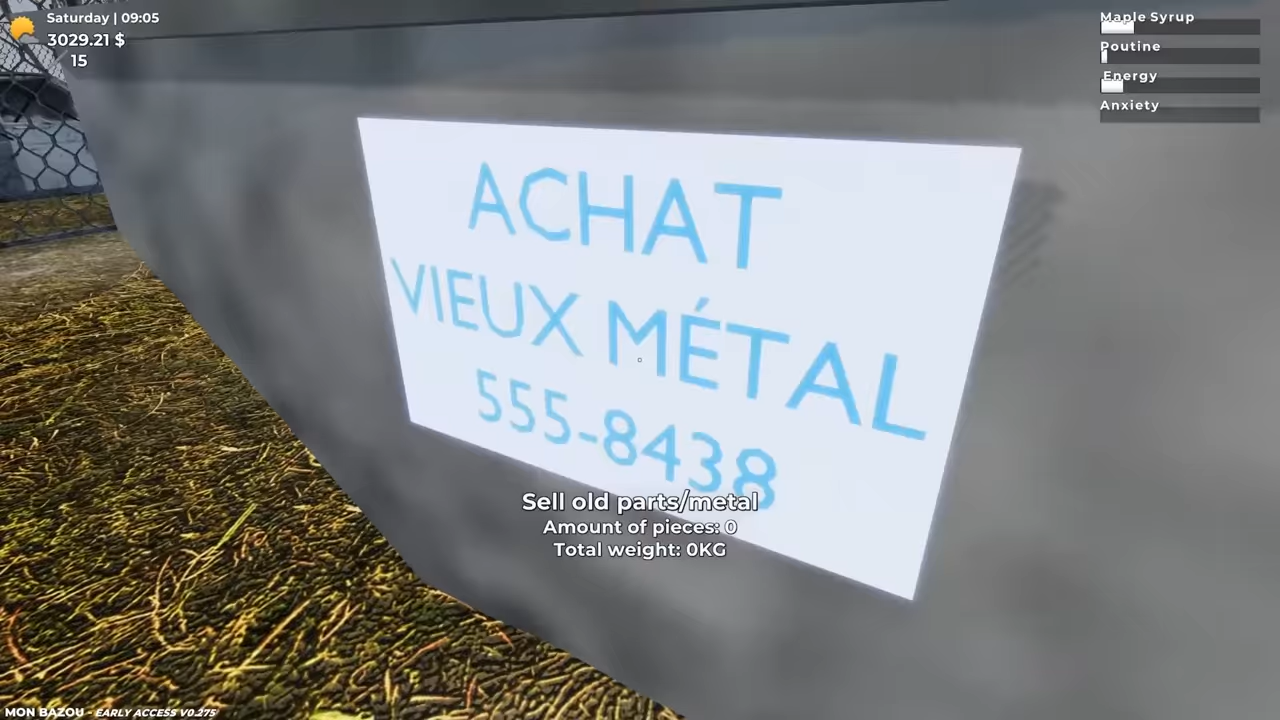 Saturday | 09:05
3029.21 $
15
Maple Syrup
Poutine
Energy
Anxiety
ACHAT
VIEUX MÉTAL
555-8438
Sell old parts/metal
Amount of pieces: 0
Total weight: 0KG
MON BAZOU - EARLY ACCESS V0.275